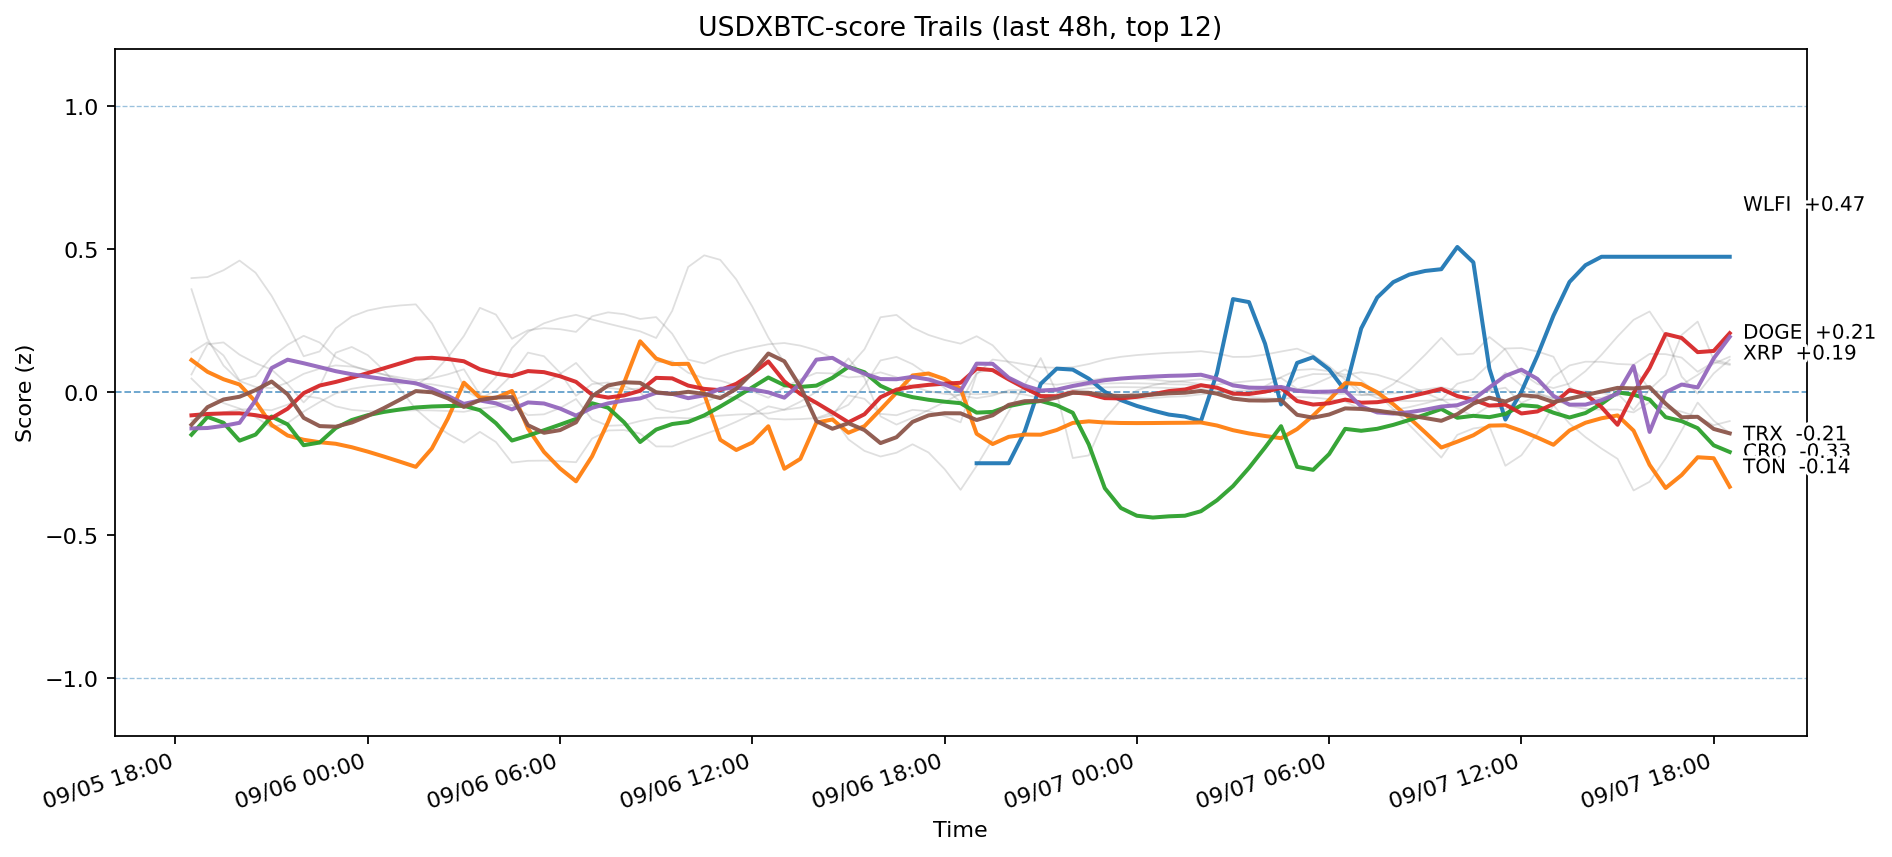 USDXBTC-score Trails (last 48h, top 12)
Score (z)
1.0
0.5
0.0
−0.5
−1.0
WLFI +0.47
DOGE +0.21
XRP +0.19
TRX -0.21
CRO -0.33
TON -0.14
09/05 18:00
09/06 00:00
09/06 06:00
09/06 12:00
09/06 18:00
09/07 00:00
09/07 06:00
09/07 12:00
09/07 18:00
Time